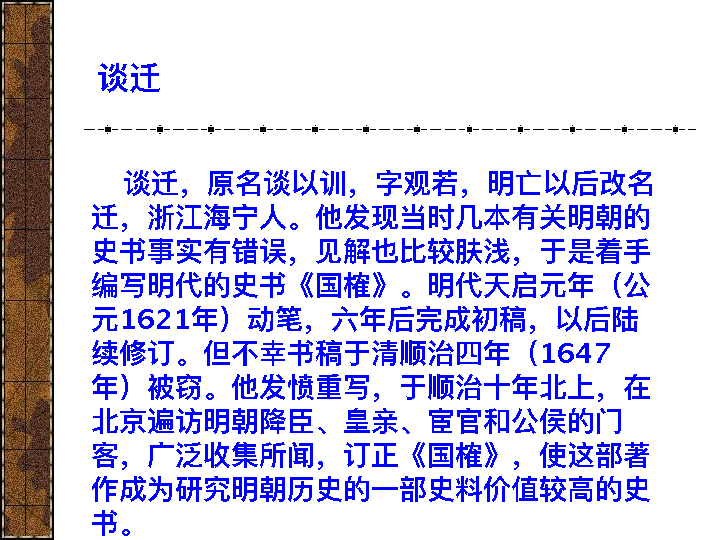 谈迁
谈迁，原名谈以训，字观若，明亡以后改名
迁，浙江海宁人。他发现当时几本有关明朝的
史书事实有错误，见解也比较肤浅，于是着手
编写明代的史书《国榷》。明代天启元年（公
元1621年）动笔，六年后完成初稿，以后陆
续修订。但不幸书稿于清顺治四年（1647
年）被窃。他发愤重写，于顺治十年北上，在
北京遍访明朝降臣、皇亲、宦官和公侯的门
客，广泛收集所闻，订正《国榷》，使这部著
作成为研究明朝历史的一部史料价值较高的史
书。